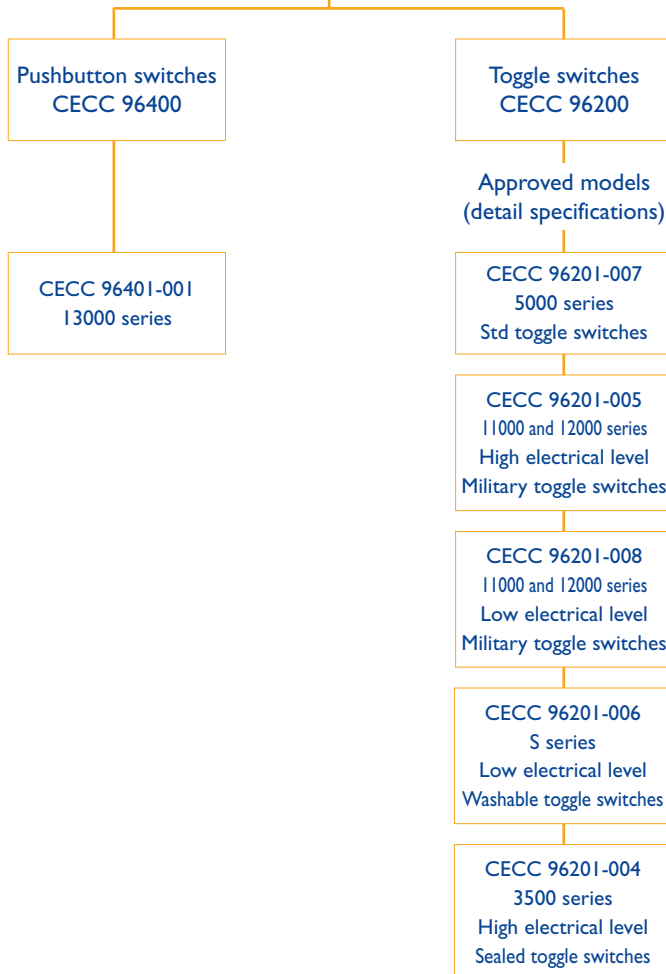 Pushbutton switches
CECC 96400
Toggle switches
CECC 96200
Approved models
(detail specifications)
CECC 96401-001
13000 series
CECC 96201-007
5000 series
Std toggle switches
CECC 96201-005
11000 and 12000 series
High electrical level
Military toggle switches
CECC 96201-008
11000 and 12000 series
Low electrical level
Military toggle switches
CECC 96201-006
S series
Low electrical level
Washable toggle switches
CECC 96201-004
3500 series
High electrical level
Sealed toggle switches